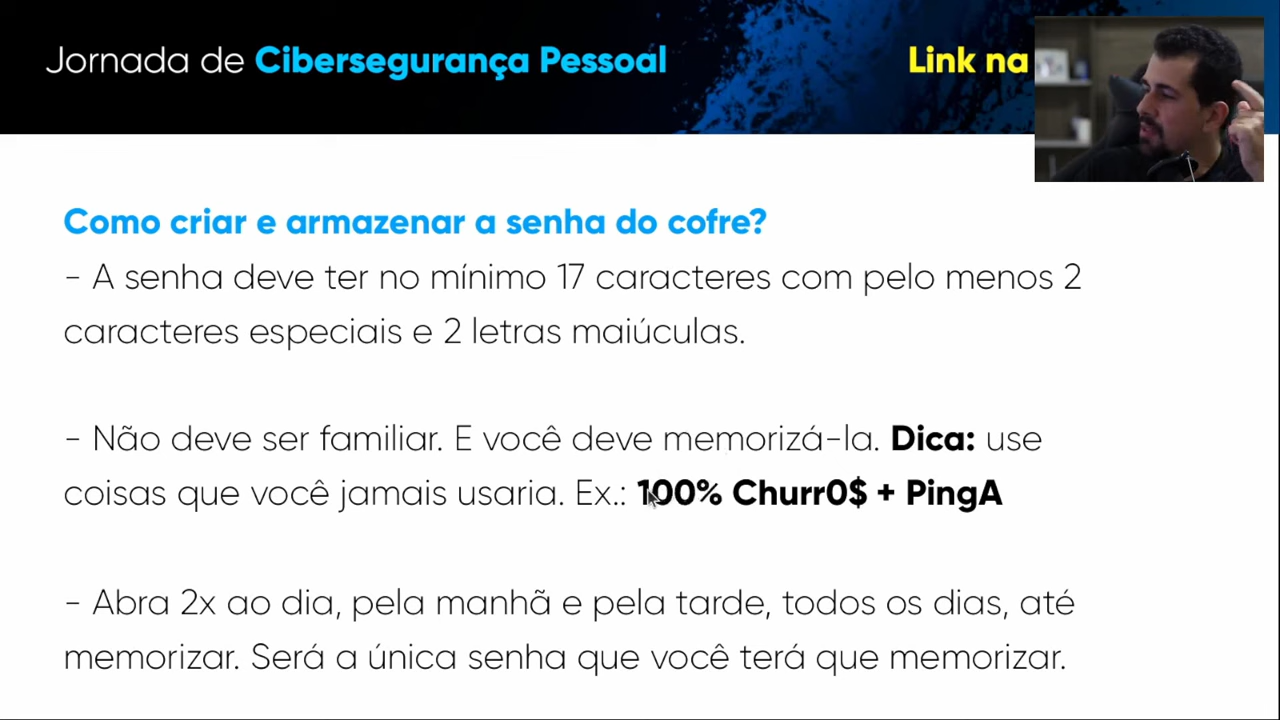 Jornada de Cibersegurança Pessoal
Link na
Como criar e armazenar a senha do cofre?
- A senha deve ter no mínimo 17 caracteres com pelo menos 2
caracteres especiais e 2 letras maiúculas.
- Não deve ser familiar. E você deve memorizá-la. Dica: use
coisas que você jamais usaria. Ex.: 100% Churr0$ + PingA
- Abra 2x ao dia, pela manhã e pela tarde, todos os dias, até
memorizar. Será a única senha que você terá que memorizar.